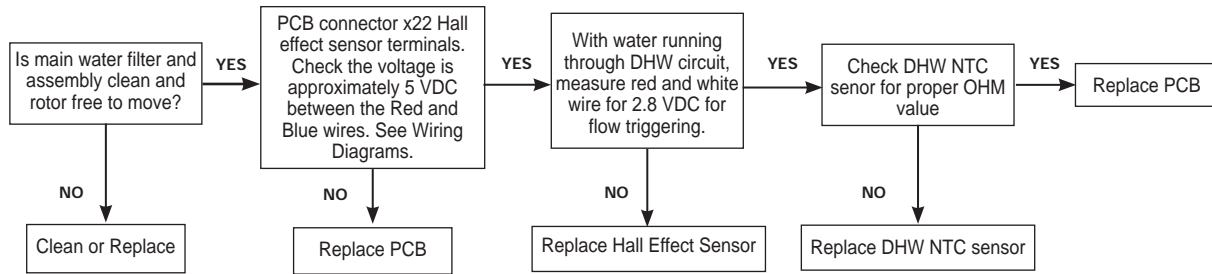 Is main water filter and
assembly clean and
rotor free to move?
YES
NO
Clean or Replace
PCB connector x22 Hall
effect sensor terminals.
Check the voltage is
approximately 5 VDC
between the Red and
Blue wires. See Wiring
Diagrams.
YES
NO
Replace PCB
With water running
through DHW circuit,
measure red and white
wire for 2.8 VDC for
flow triggering.
YES
NO
Replace Hall Effect Sensor
Check DHW NTC
senor for proper OHM
value
YES
NO
Replace DHW NTC sensor
Replace PCB